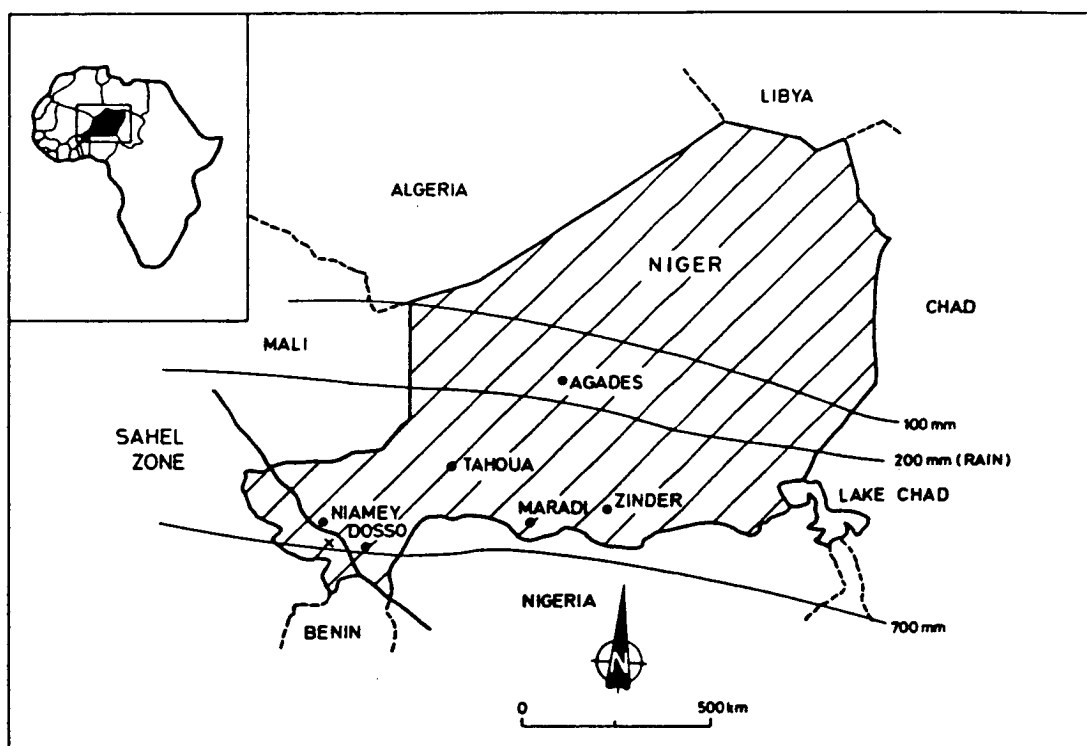 LIBYA
ALGERIA
NIGER
CHAD
MALI
AGADES
100 mm
SAHEL
ZONE
200 mm (RAIN)
TAHOUA
LAKE CHAD
NIAMEY
MARADI
ZINDER
DOSSO
x
NIGERIA
BENIN
700 mm
N
0
500 km